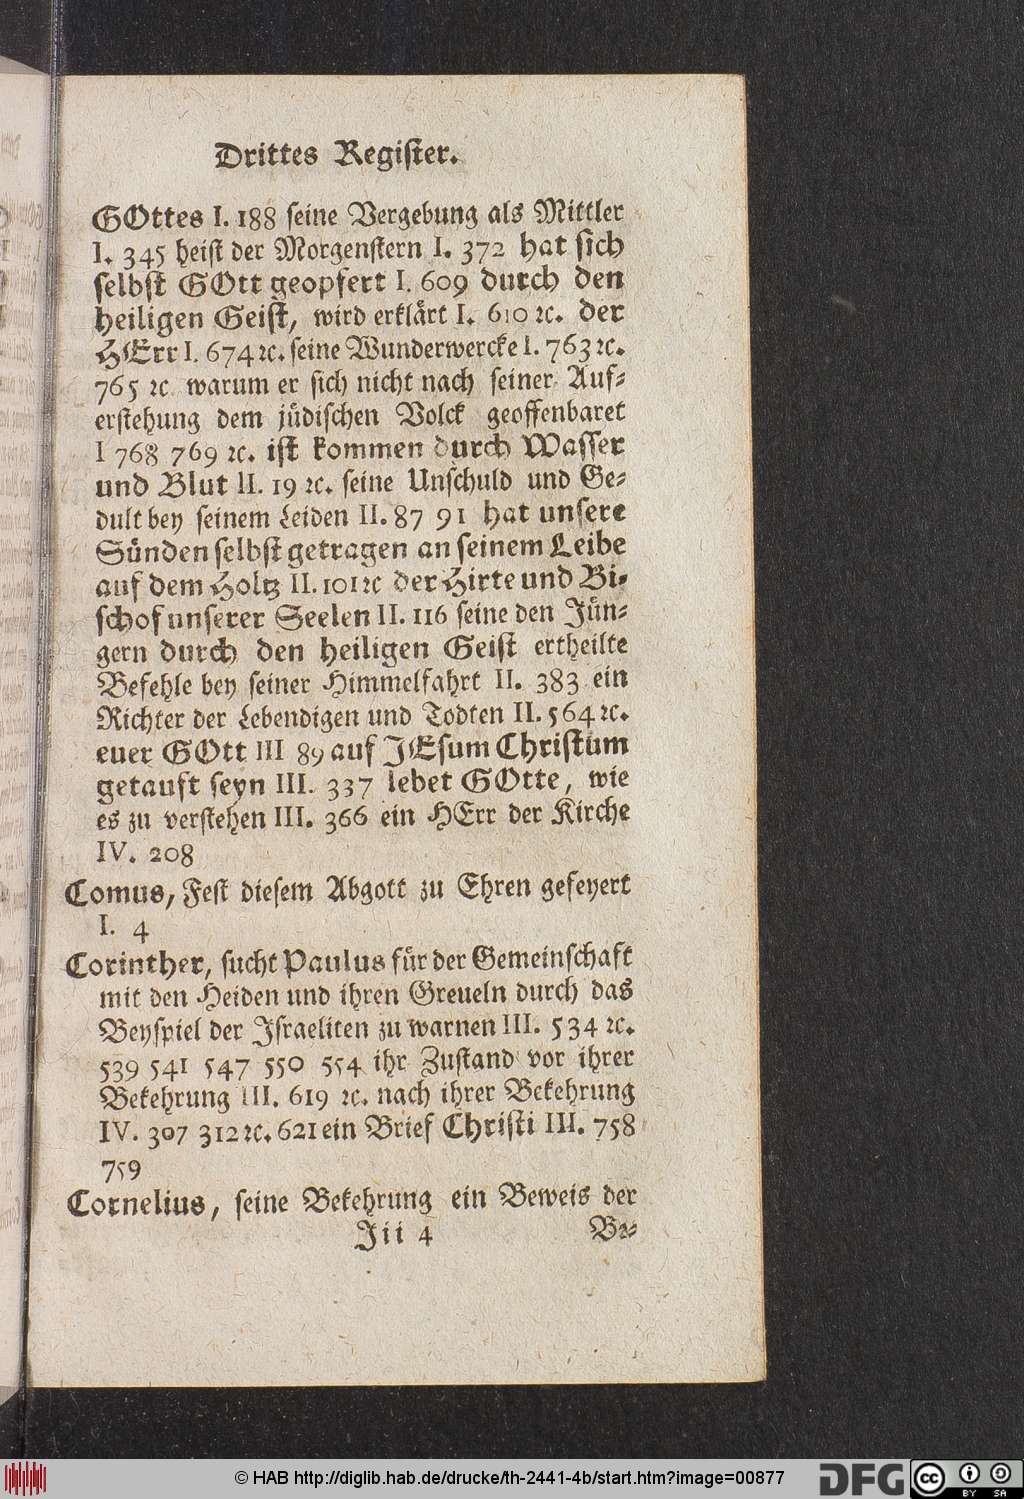 Drittes Regiſter.
GOttes I. 188 ſeine Vergebung als Mittler
I. 345 heiſt der Morgenſtern I. 372 hat ſich
ſelbſt GOtt geopfert I. 609 durch den
heiligen Geiſt, wird erklårt I. 610 ꝛc. der
HErr I. 674 ꝛc. ſeine Wunderwercke I. 763 ꝛc.
765 ꝛc warum er ſich nicht nach ſeiner Auf⸗
erſtehung dem jůdiſchen Volck geoffenbaret
I 768 769 ꝛc. iſt kommen durch Waſſer
und Blut II. 19 ꝛc. ſeine Unſchuld und Ge⸗
dult bey ſeinem Leiden II. 87 91 hat unſere
Sůnden ſelbſt getragen an ſeinem Leibe
auf dem Holtz II. 101 ꝛc der Hirte und Bi⸗
ſchof unſerer Seelen II. 116 ſeine den Jůn⸗
gern durch den heiligen Geiſt ertheilte
Befehle bey ſeiner Himmelfahrt II. 383 ein
Richter der Lebendigen und Todten II. 564 ꝛc.
euer GOtt III 89 auf JEſum Chriſtum
getauft ſeyn III. 337 lebet GOtte, wie
es zu verſtehen III. 366 ein HErr der Kirche
IV. 208
Comus, Feſt dieſem Abgott zu Ehren gefeyert
I. 4
Corinther, ſucht Paulus fůr der Gemeinſchaft
mit den Heiden und ihren Greueln durch das
Beyſpiel der Iſraeliten zu warnen III. 534 ꝛc.
539 541 547 550 554 ihr Zuſtand vor ihrer
Bekehrung III. 619 ꝛc. nach ihrer Bekehrung
IV. 307 312 ꝛc. 621 ein Brief Chriſti III. 758
759
Cornelius, ſeine Bekehrung ein Beweis der
Jii 4 Be⸗
© HAB http://diglib.hab.de/drucke/th-2441-4b/start.htm?image=00877
DFG CC BY SA